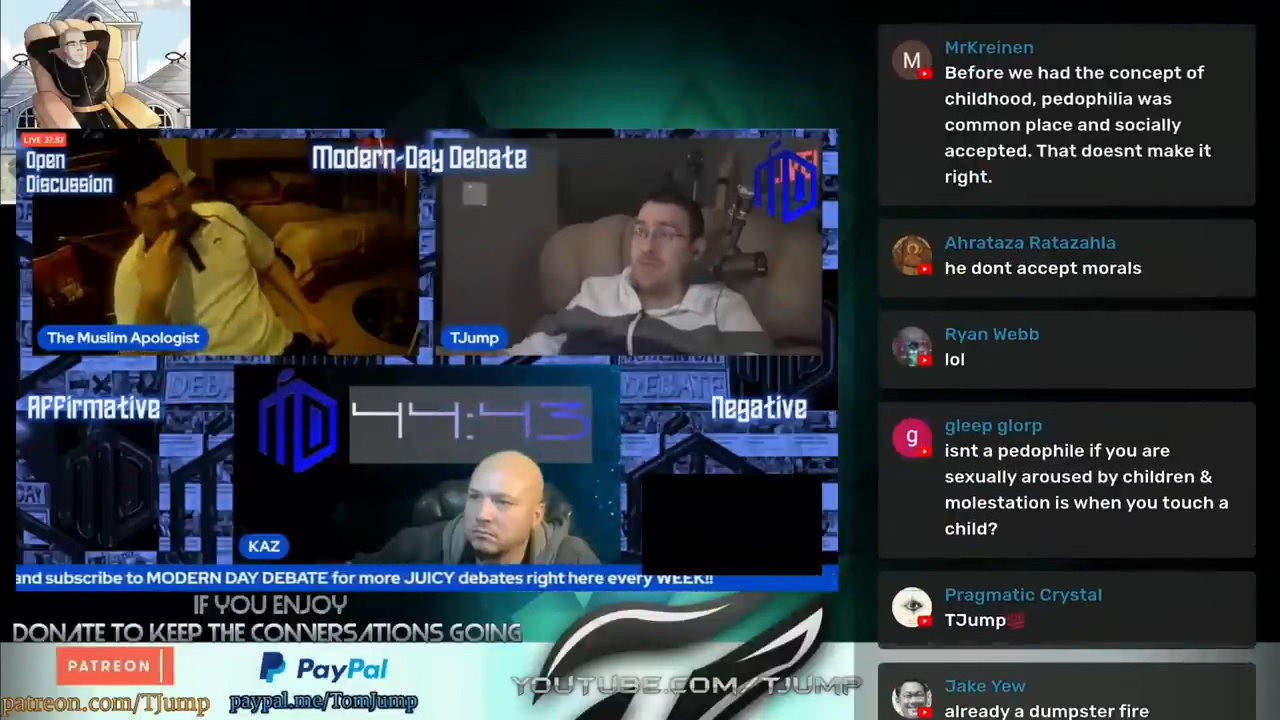 LIVE 27:57
Open
Discussion
Modern-Day Debate
The Muslim Apologist
TJump
Affirmative
44:43
Negative
KAZ
and subscribe to MODERN DAY DEBATE for more JUICY debates right here every WEEK!!
IF YOU ENJOY
DONATE TO KEEP THE CONVERSATIONS GOING
PATREON
PayPal
patreon.com/TJump
paypal.me/TomJump
YOUTUBE.COM/TJUMP
M
MrKreinen
Before we had the concept of
childhood, pedophilia was
common place and socially
accepted. That doesnt make it
right.
Ahrataza Ratazahla
he dont accept morals
Ryan Webb
lol
g
gleep glorp
isnt a pedophile if you are
sexually aroused by children &
molestation is when you touch a
child?
Pragmatic Crystal
TJump💯
Jake Yew
already a dumpster fire